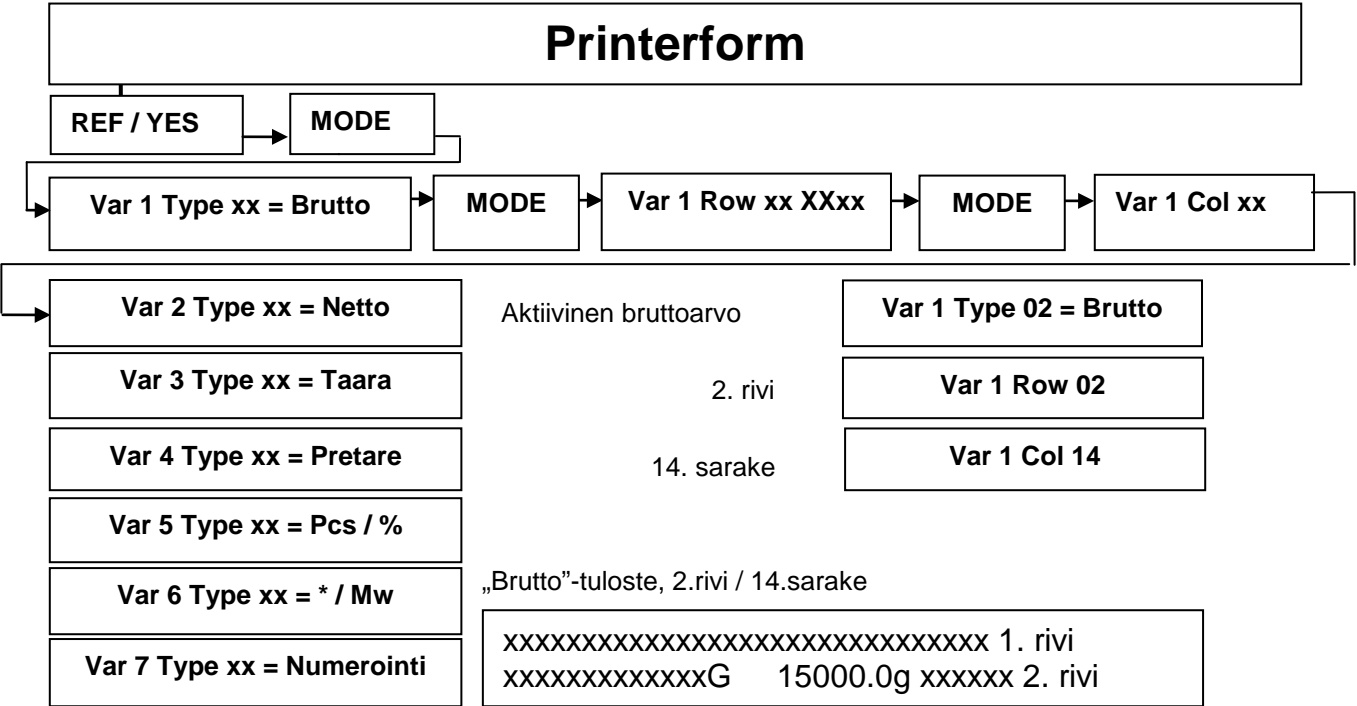 Printerform
REF / YES
MODE
Var 1 Type xx = Brutto
MODE
Var 1 Row xx XXxx
MODE
Var 1 Col xx
Var 2 Type xx = Netto
Aktiivinen bruttoarvo
Var 1 Type 02 = Brutto
Var 3 Type xx = Taara
2. rivi
Var 1 Row 02
Var 4 Type xx = Pretare
14. sarake
Var 1 Col 14
Var 5 Type xx = Pcs / %
Var 6 Type xx = * / Mw
„Brutto”-tuloste, 2.rivi / 14.sarake
Var 7 Type xx = Numerointi
xxxxxxxxxxxxxxxxxxxxxxxxxxxxxxx 1. rivi
xxxxxxxxxxxxxG 15000.0g xxxxxx 2. rivi